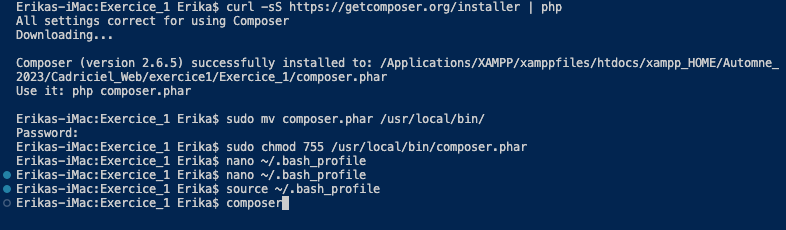 Erikas-iMac:Exercice_1 Erika$ curl -sS https://getcomposer.org/installer | php
All settings correct for using Composer
Downloading...
Composer (version 2.6.5) successfully installed to: /Applications/XAMPP/xamppfiles/htdocs/xampp_HOME/Automne_
2023/Cadriciel_Web/exercice1/Exercice_1/composer.phar
Use it: php composer.phar
Erikas-iMac:Exercice_1 Erika$ sudo mv composer.phar /usr/local/bin/
Password:
Erikas-iMac:Exercice_1 Erika$ sudo chmod 755 /usr/local/bin/composer.phar
Erikas-iMac:Exercice_1 Erika$ nano ~/.bash_profile
Erikas-iMac:Exercice_1 Erika$ nano ~/.bash_profile
Erikas-iMac:Exercice_1 Erika$ source ~/.bash_profile
Erikas-iMac:Exercice_1 Erika$ composer